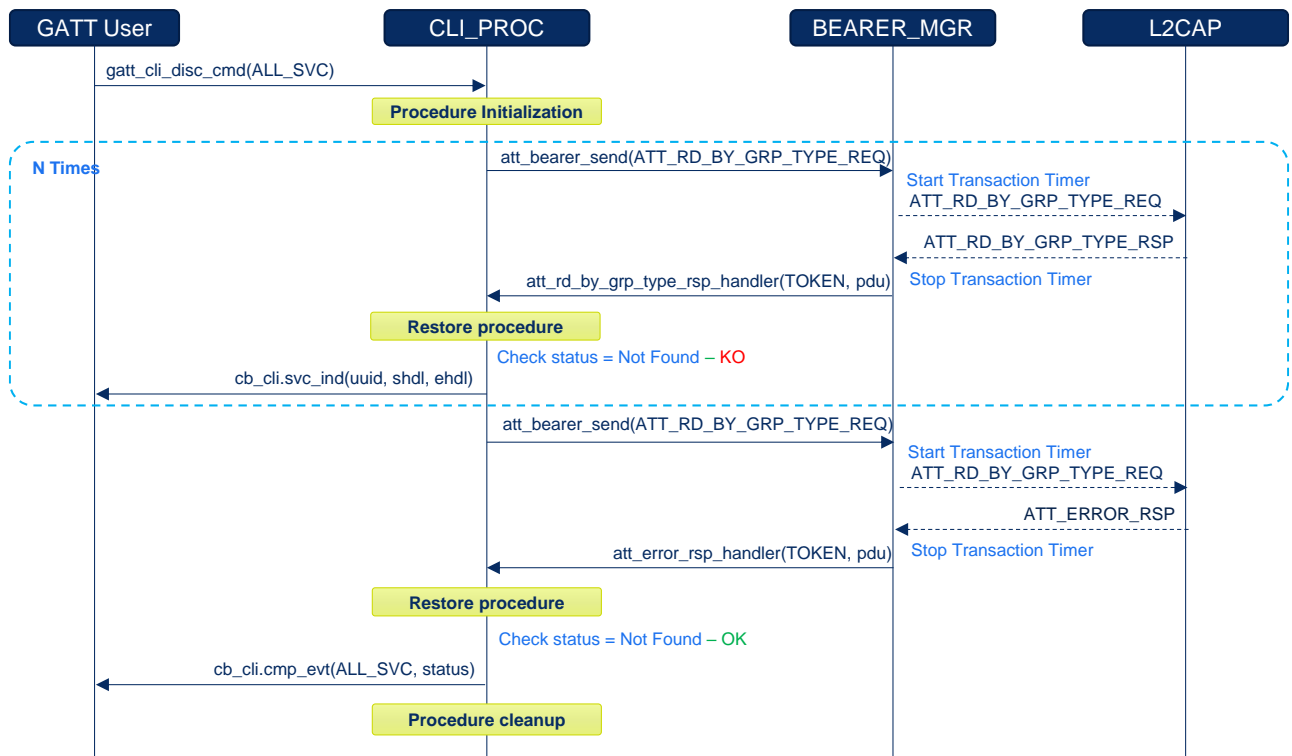 GATT User
CLI_PROC
BEARER_MGR
L2CAP
gatt_cli_disc_cmd(ALL_SVC)
Procedure Initialization
N Times
att_bearer_send(ATT_RD_BY_GRP_TYPE_REQ)
Start Transaction Timer
ATT_RD_BY_GRP_TYPE_REQ
ATT_RD_BY_GRP_TYPE_RSP
att_rd_by_grp_type_rsp_handler(TOKEN, pdu)
Stop Transaction Timer
Restore procedure
Check status = Not Found – KO
cb_cli.svc_ind(uuid, shdl, ehdl)
att_bearer_send(ATT_RD_BY_GRP_TYPE_REQ)
Start Transaction Timer
ATT_RD_BY_GRP_TYPE_REQ
ATT_ERROR_RSP
att_error_rsp_handler(TOKEN, pdu)
Stop Transaction Timer
Restore procedure
Check status = Not Found – OK
cb_cli.cmp_evt(ALL_SVC, status)
Procedure cleanup